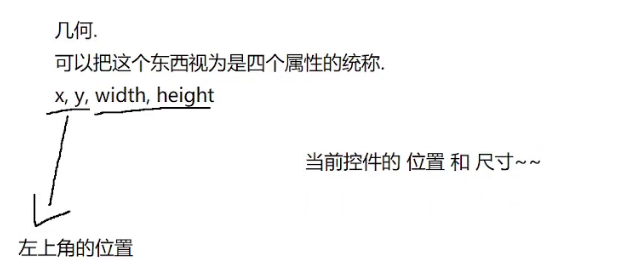 几何.
可以把这个东西视为是四个属性的统称.
x, y, width, height
当前控件的 位置 和 尺寸~~
左上角的位置